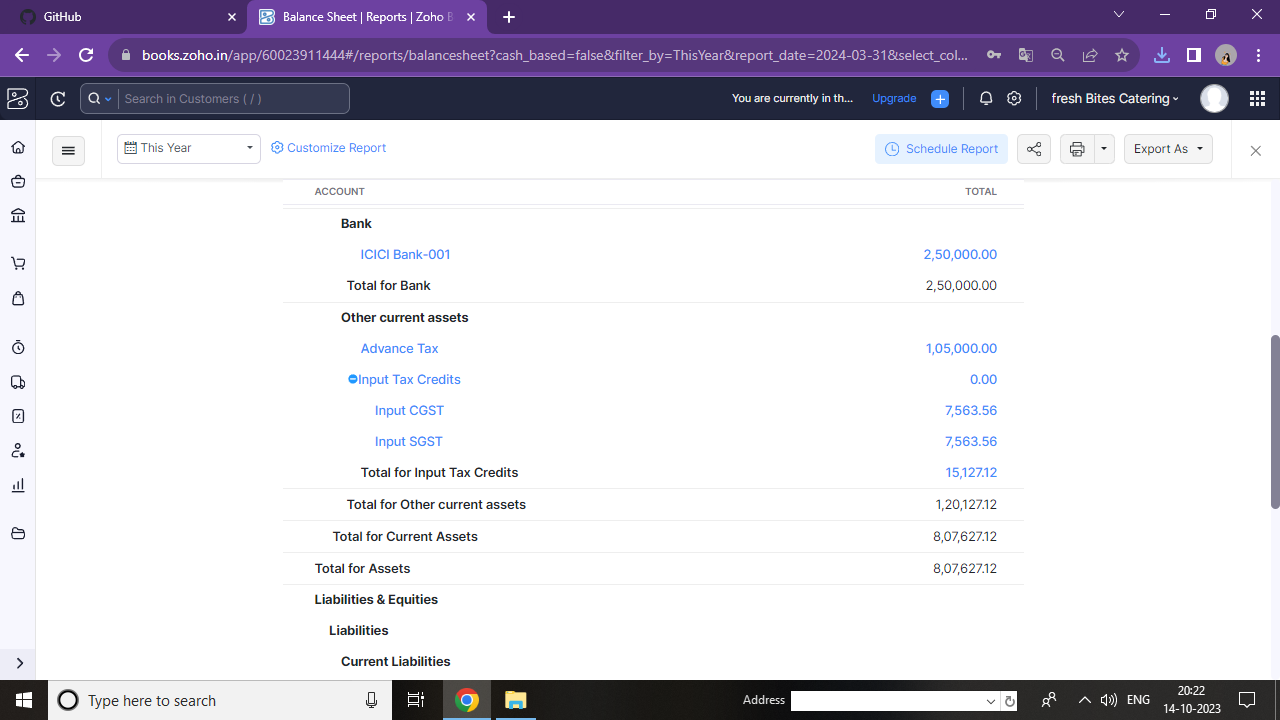 GitHub
Balance Sheet | Reports | Zoho B
books.zoho.in/app/60023911444#/reports/balancesheet?cash_based=false&filter_by=ThisYear&report_date=2024-03-31&select_col...
Search in Customers ( / )
You are currently in th...
Upgrade
fresh Bites Catering
This Year
Customize Report
Schedule Report
Export As
ACCOUNT TOTAL
Bank
ICICI Bank-001 2,50,000.00
Total for Bank 2,50,000.00
Other current assets
Advance Tax 1,05,000.00
Input Tax Credits 0.00
Input CGST 7,563.56
Input SGST 7,563.56
Total for Input Tax Credits 15,127.12
Total for Other current assets 1,20,127.12
Total for Current Assets 8,07,627.12
Total for Assets 8,07,627.12
Liabilities & Equities
Liabilities
Current Liabilities
Type here to search
Address
ENG
20:22
14-10-2023